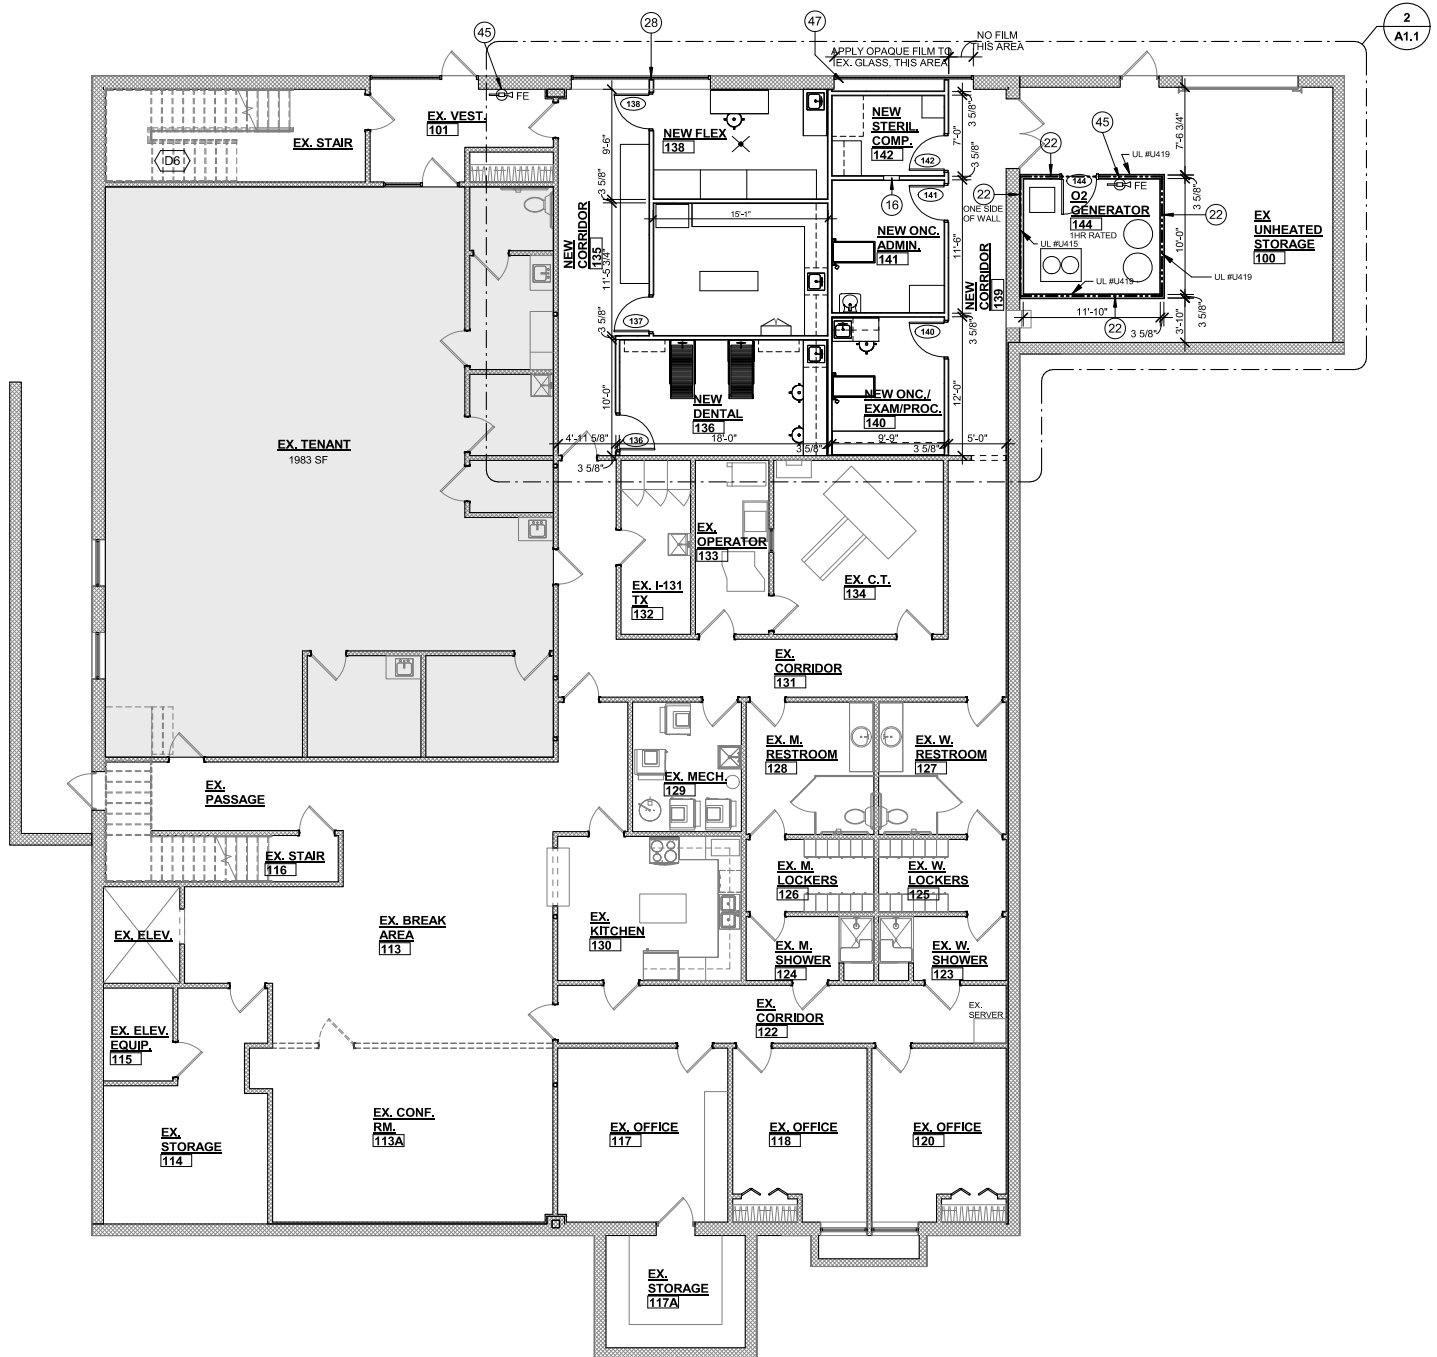 2
A1.1
45
28
47
NO FILM
THIS AREA
APPLY OPAQUE FILM TO
EX. GLASS, THIS AREA
FE
EX. VEST.
101
EX. STAIR
D6
138
NEW FLEX
138
9'-6"
3 5/8"
NEW
STERIL.
COMP.
142
142
7'-0"
3 5/8"
3 5/8"
16
7'-6 3/4"
45
22
UL #U419
FE
144
O2
GENERATOR
144
1HR RATED
22
ONE SIDE
OF WALL
UL #U415
UL #U419
UL #U419
22
22
3 5/8"
10'-0"
3 5/8"
3'-10"
11'-10"
3 5/8"
EX
UNHEATED
STORAGE
100
141
NEW ONC.
ADMIN.
141
11'-6"
NEW
CORRIDOR
139
3 5/8"
NEW
CORRIDOR
135
11'-5 3/4"
3 5/8"
15'-1"
137
140
NEW ONC./
EXAM/PROC.
140
12'-0"
9'-9"
3 5/8"
5'-0"
NEW
DENTAL
136
136
10'-0"
4'-11 5/8"
18'-0"
3 5/8"
3 5/8"
EX. TENANT
1983 SF
EX.
OPERATOR
133
EX. I-131
TX
132
EX. C.T.
134
EX.
CORRIDOR
131
EX. M.
RESTROOM
128
EX. W.
RESTROOM
127
EX. MECH.
129
EX.
PASSAGE
EX. STAIR
116
EX. M.
LOCKERS
126
EX. W.
LOCKERS
125
EX. ELEV.
EX. BREAK
AREA
113
EX.
KITCHEN
130
EX. M.
SHOWER
124
EX. W.
SHOWER
123
EX. ELEV.
EQUIP.
115
EX.
CORRIDOR
122
EX.
SERVER
EX.
STORAGE
114
EX. CONF.
RM.
113A
EX. OFFICE
117
EX. OFFICE
118
EX. OFFICE
120
EX.
STORAGE
117A